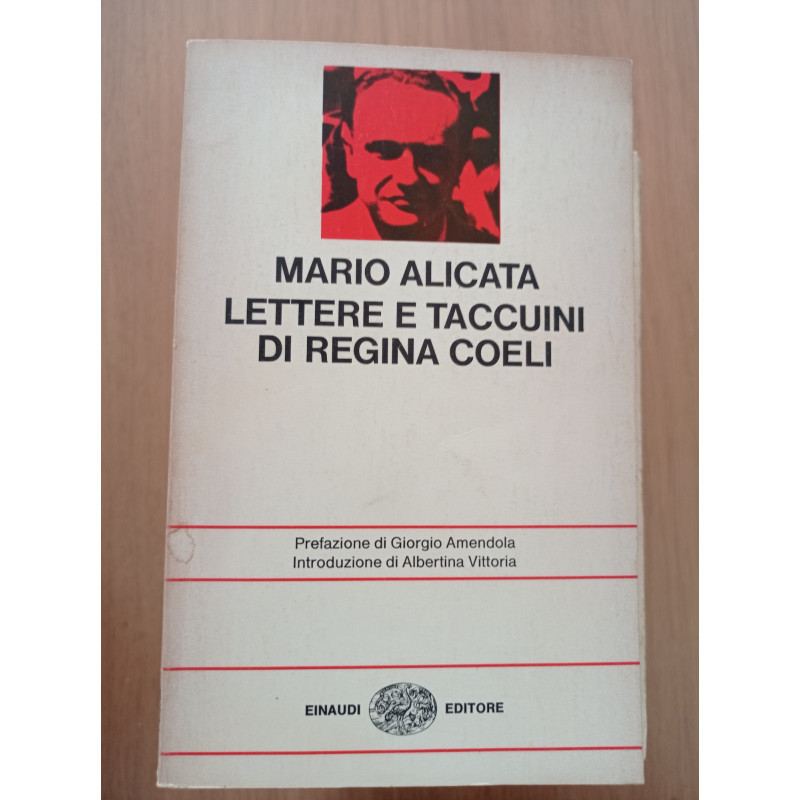 MARIO ALICATA
LETTERE E TACCUINI
DI REGINA COELI
Prefazione di Giorgio Amendola
Introduzione di Albertina Vittoria
EINAUDI EDITORE